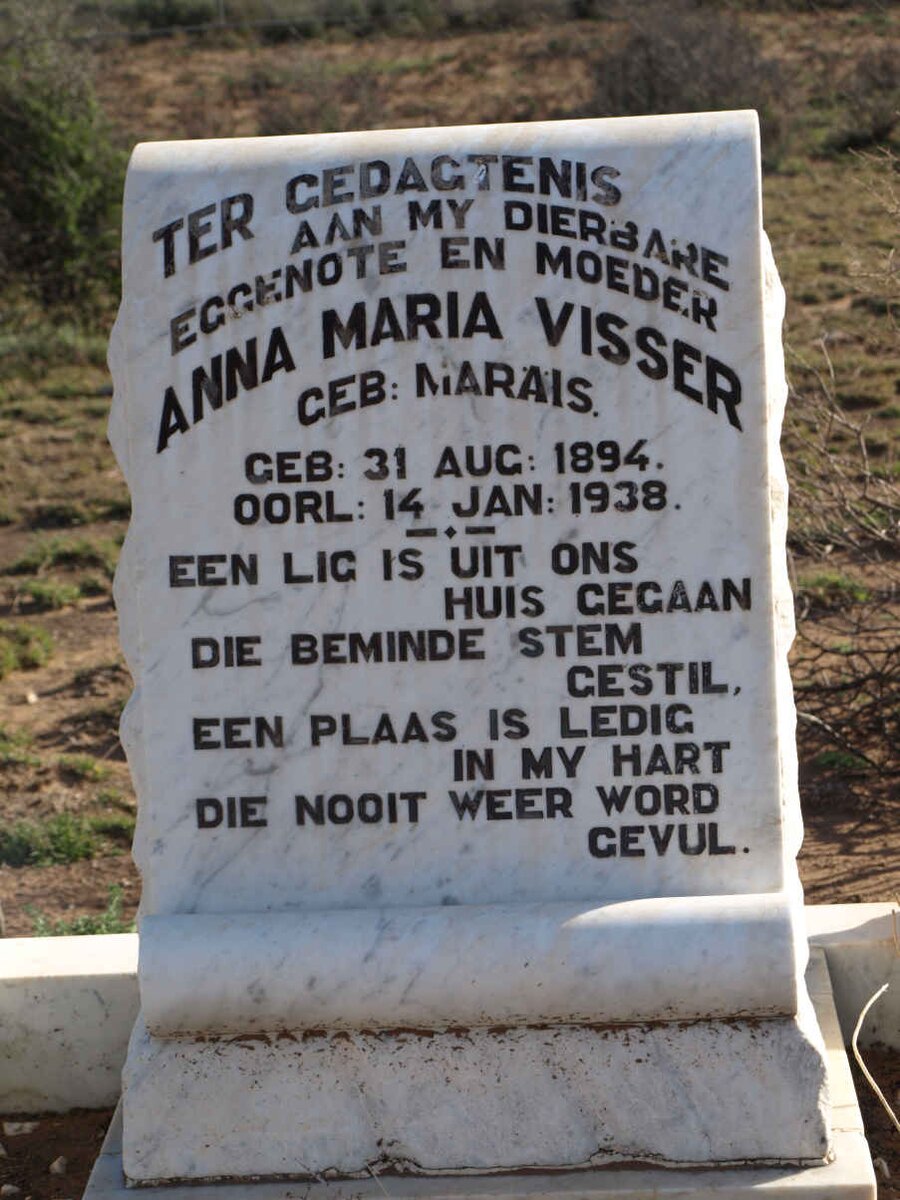 TER GEDAGTENIS
AAN MY DIERBARE
EGGENOTE EN MOEDER
ANNA MARIA VISSER
GEB: MARAIS.
GEB: 31 AUG: 1894.
OORL: 14 JAN: 1938.
EEN LIG IS UIT ONS
HUIS GEGAAN
DIE BEMINDE STEM
GESTIL,
EEN PLAAS IS LEDIG
IN MY HART
DIE NOOIT WEER WORD
GEVUL.